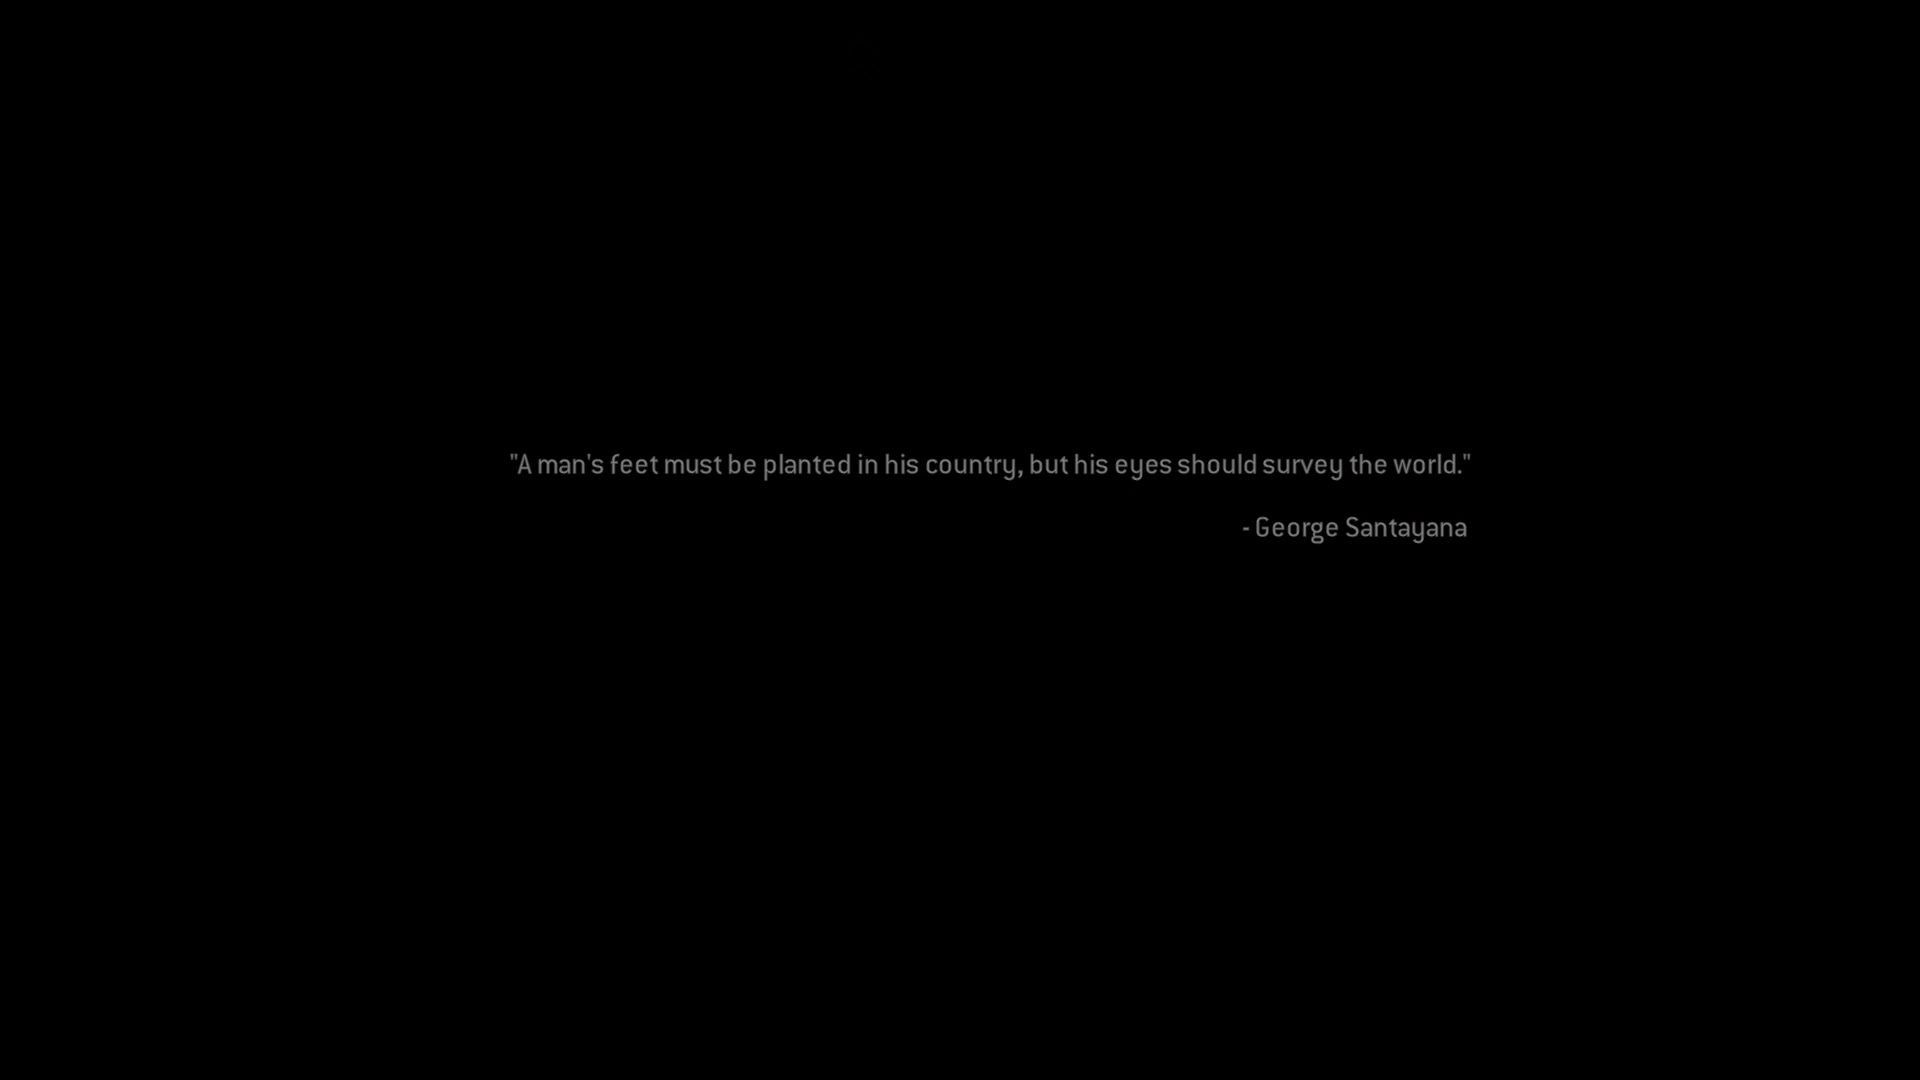 "A man's feet must be planted in his country, but his eyes should survey the world."
- George Santayana